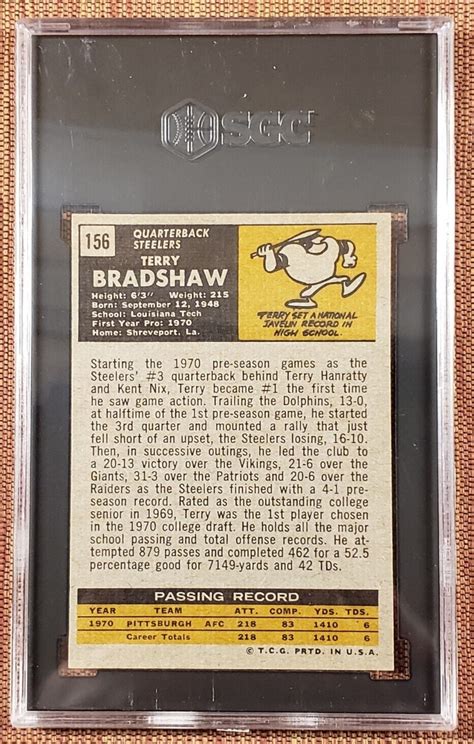 SGC
156
QUARTERBACK
STEELERS
TERRY
BRADSHAW
Height: 6'3" Weight: 215
Born: September 12, 1948
School: Louisiana Tech
First Year Pro: 1970
Home: Shreveport, La.
TERRY SET A NATIONAL
JAVELIN RECORD IN
HIGH SCHOOL.
Starting the 1970 pre-season games as the
Steelers' #3 quarterback behind Terry Hanratty
and Kent Nix, Terry became #1 the first time
he saw game action. Trailing the Dolphins, 13-0,
at halftime of the 1st pre-season game, he started
the 3rd quarter and mounted a rally that just
fell short of an upset, the Steelers losing, 16-10.
Then, in successive outings, he led the club to
a 20-13 victory over the Vikings, 21-6 over the
Giants, 31-3 over the Patriots and 20-6 over the
Raiders as the Steelers finished with a 4-1 pre-
season record. Rated as the outstanding college
senior in 1969, Terry was the 1st player chosen
in the 1970 college draft. He holds all the major
school passing and total offense records. He at-
tempted 879 passes and completed 462 for a 52.5
percentage good for 7149-yards and 42 TDs.
PASSING RECORD
YEAR TEAM ATT. COMP. YDS. TDS.
1970 PITTSBURGH AFC 218 83 1410 6
Career Totals 218 83 1410 6
© T.C.G. PRTD. IN U.S.A.